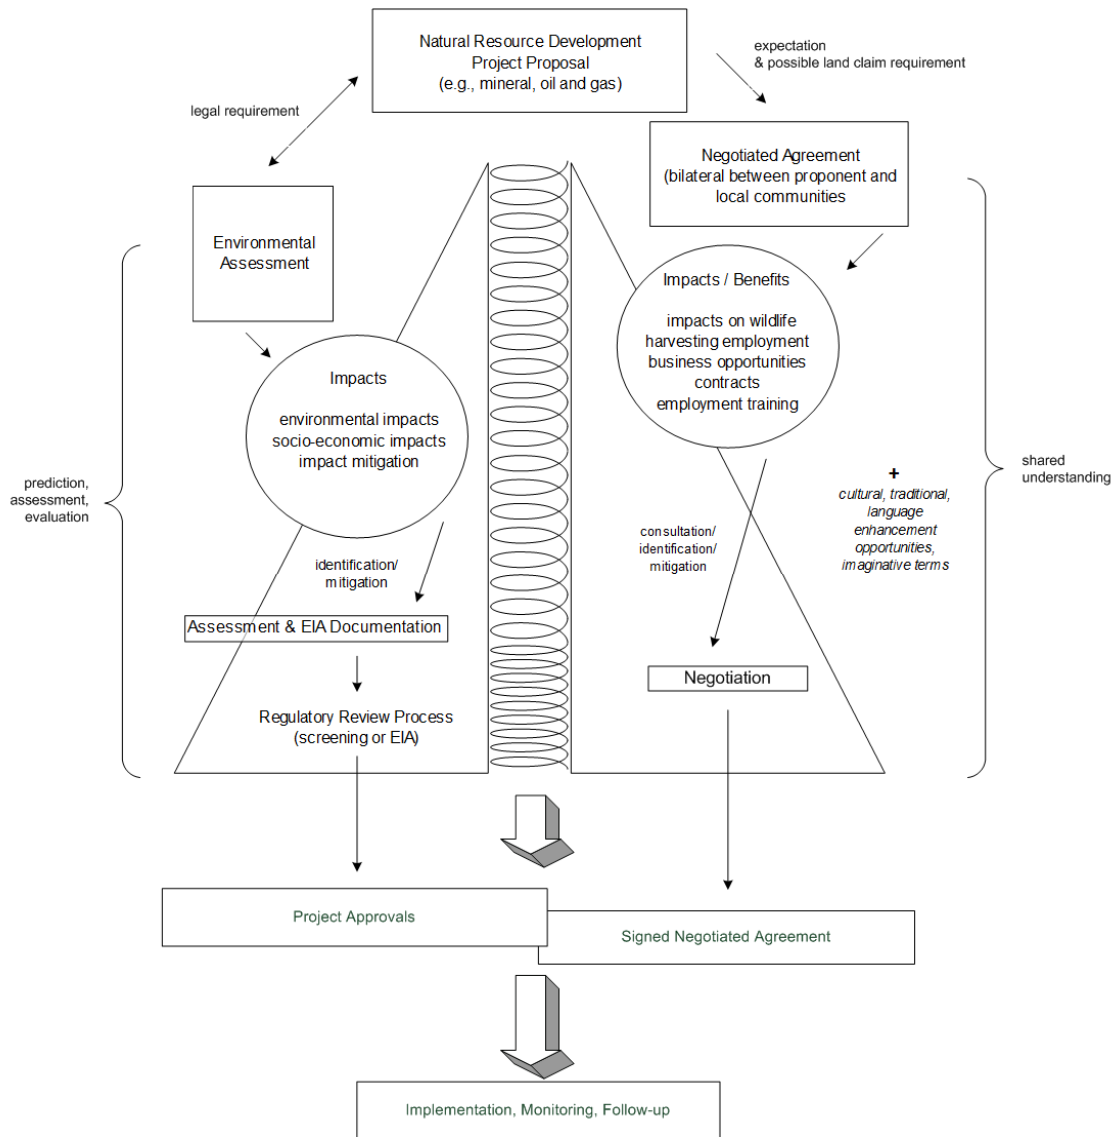 Natural Resource Development
Project Proposal
(e.g., mineral, oil and gas)
expectation
& possible land claim requirement
legal requirement
Negotiated Agreement
(bilateral between proponent and
local communities
Environmental
Assessment
Impacts / Benefits
impacts on wildlife
harvesting employment
business opportunities
contracts
employment training
Impacts
environmental impacts
socio-economic impacts
impact mitigation
prediction,
assessment,
evaluation
shared
understanding
+
cultural, traditional,
language
enhancement
opportunities,
imaginative terms
consultation/
identification/
mitigation
identification/
mitigation
Assessment & EIA Documentation
Negotiation
Regulatory Review Process
(screening or EIA)
Project Approvals
Signed Negotiated Agreement
Implementation, Monitoring, Follow-up